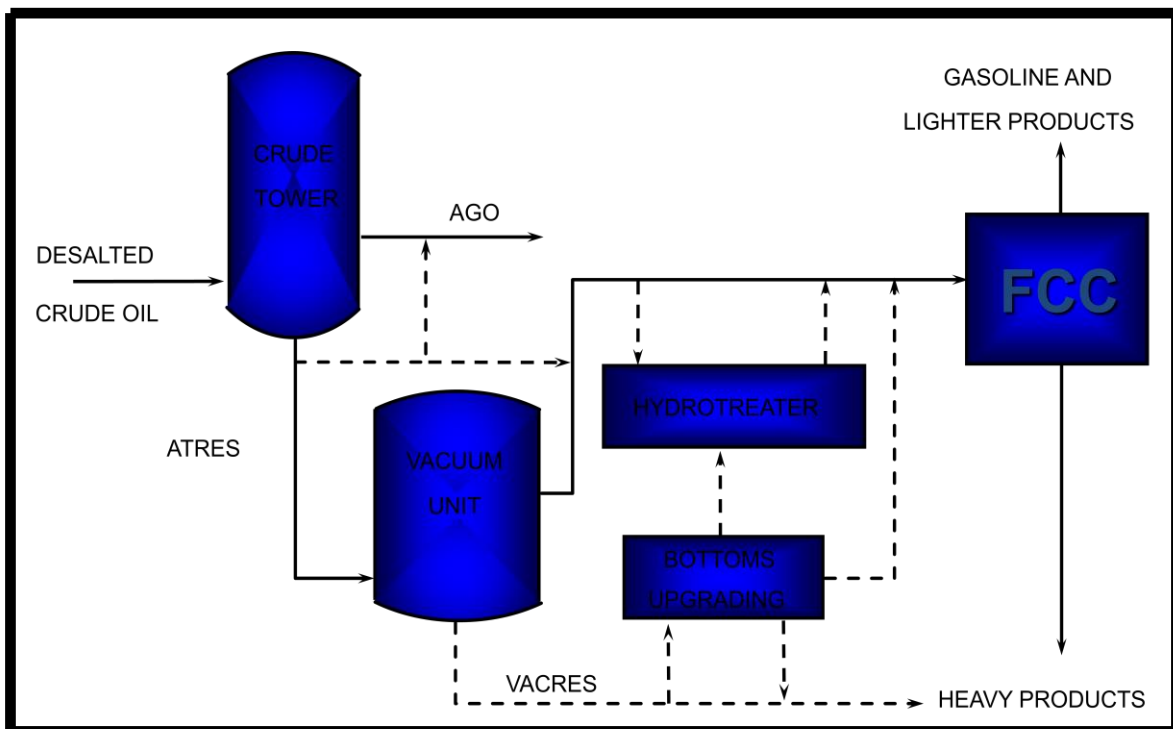 GASOLINE AND
LIGHTER PRODUCTS
CRUDE
TOWER
AGO
DESALTED
CRUDE OIL
FCC
HYDROTREATER
ATRES
VACUUM
UNIT
BOTTOMS
UPGRADING
VACRES
HEAVY PRODUCTS